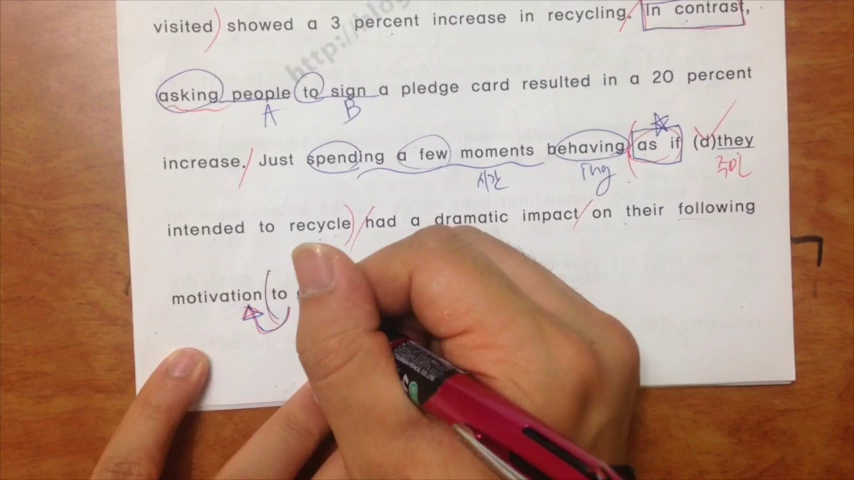 visited) showed a 3 percent increase in recycling. In contrast,
asking people to sign a pledge card resulted in a 20 percent
A B
increase. Just spending a few moments behaving as if (d)they
시간 ing
intended to recycle had a dramatic impact on their following
motivation to